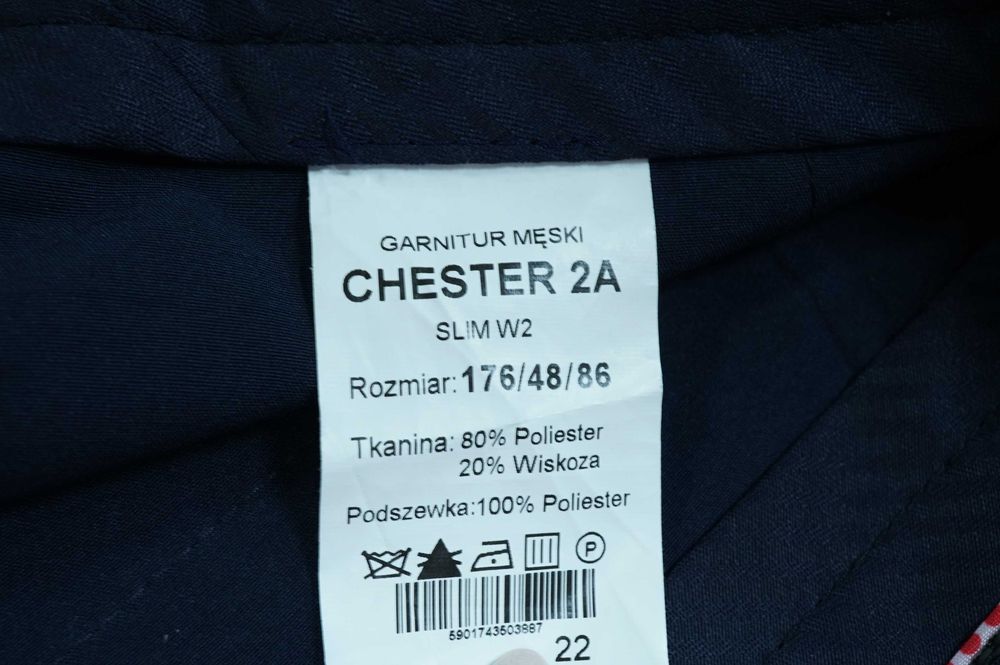 GARNITUR MĘSKI
CHESTER 2A
SLIM W2
Rozmiar: 176/48/86
Tkanina: 80% Poliester
20% Wiskoza
Podszewka:100% Poliester
P
5901743503887
22